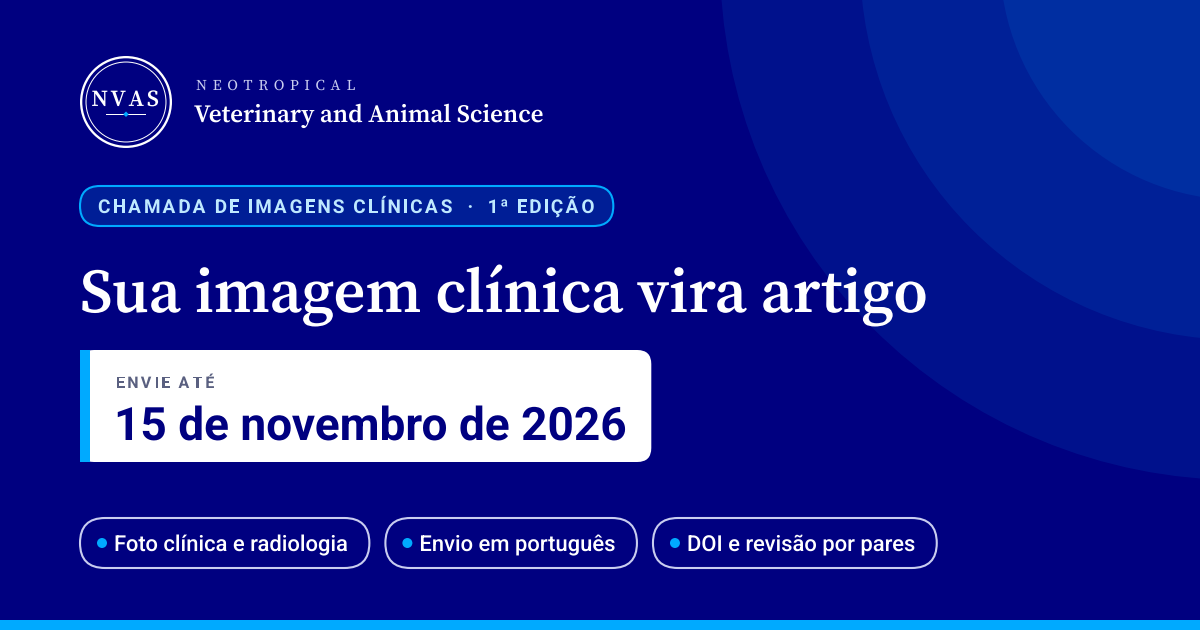 NVAS
NEOTROPICAL
Veterinary and Animal Science
CHAMADA DE IMAGENS CLÍNICAS · 1ª EDIÇÃO
Sua imagem clínica vira artigo
ENVIE ATÉ
15 de novembro de 2026
Foto clínica e radiologia
Envio em português
DOI e revisão por pares